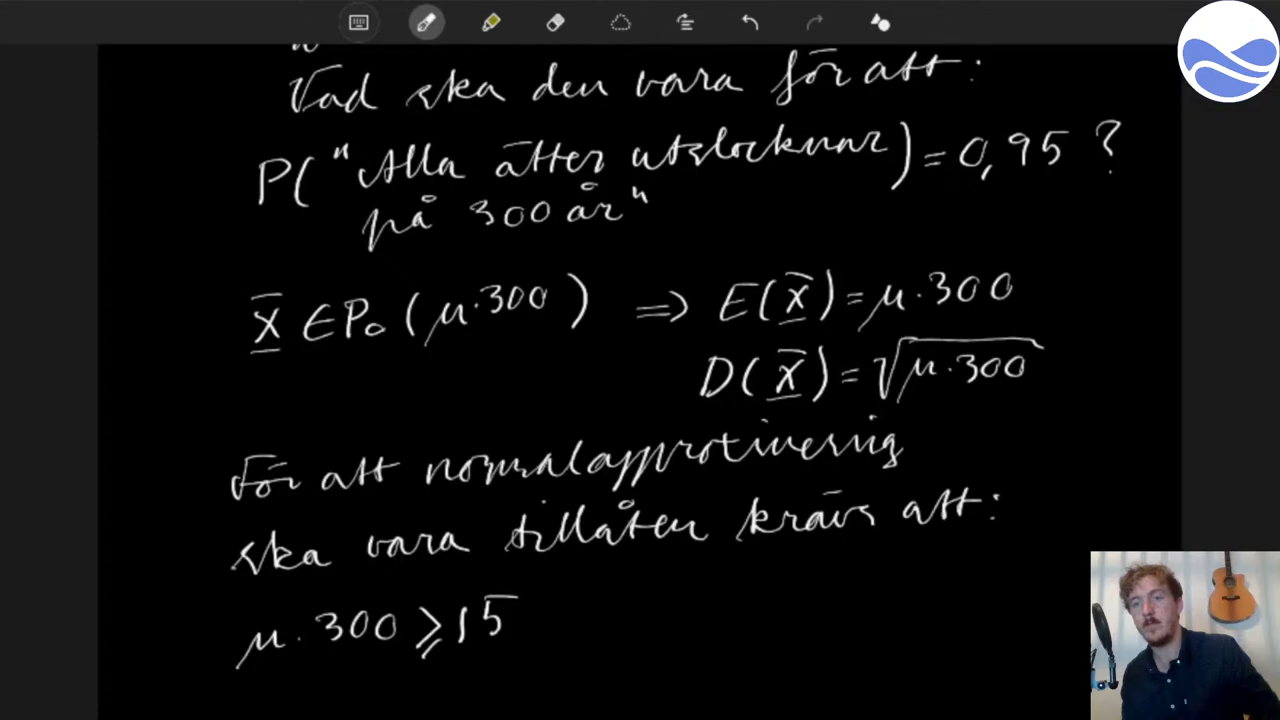 Vad ska den vara för att:
P("Alla ätter utslocknar) = 0,95 ?
på 300 år"
X ∈ Po(μ·300) ⇒ E(X) = μ·300
D(X) = √μ·300
För att normalapproximering
ska vara tillåten krävs att:
μ·300 ≥ 15